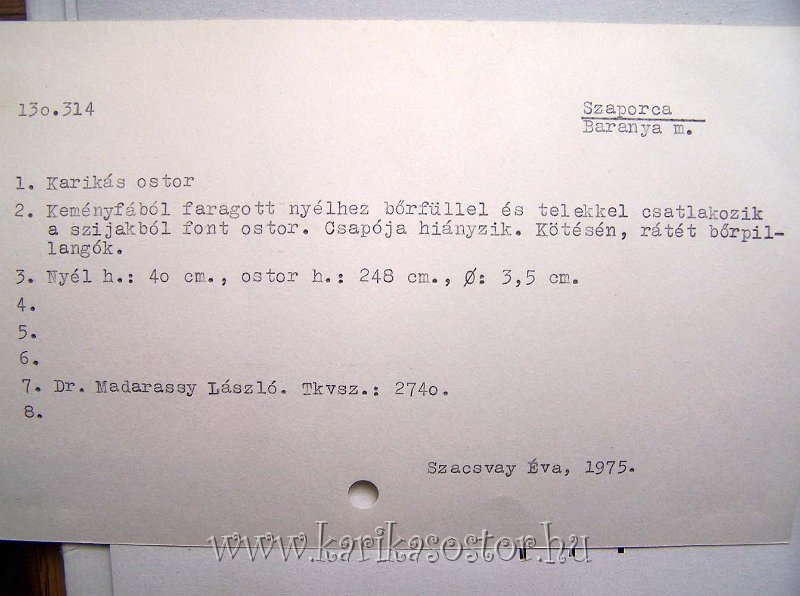 13o.314
Szaporca
Baranya m.
1. Karikás ostor
2. Keményfából faragott nyélhez bőrfüllel és telekkel csatlakozik
a szijakból font ostor. Csapója hiányzik. Kötésén, rátét bőrpil-
langók.
3. Nyél h.: 4o cm., ostor h.: 248 cm., Ø: 3,5 cm.
4.
5.
6.
7. Dr. Madarassy László. Tkvsz.: 274o.
8.
Szacsvay Éva, 1975.
www.karikasostor.hu